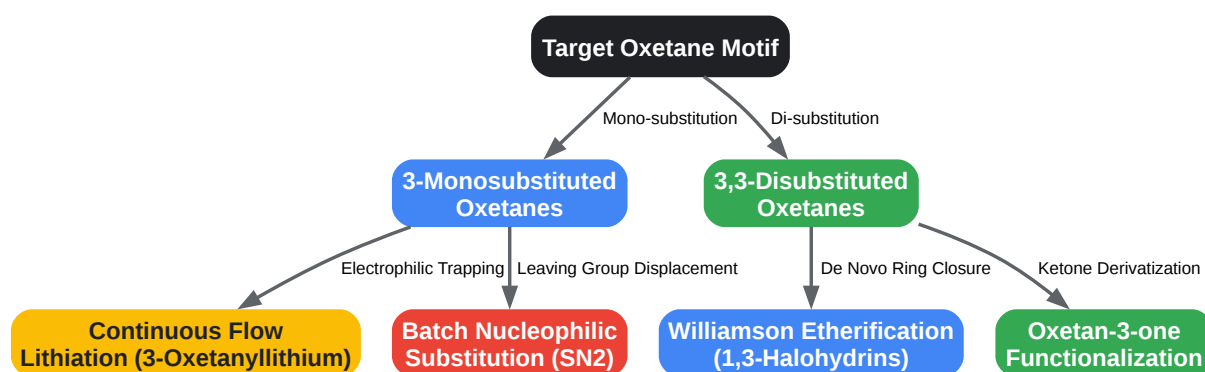 Target Oxetane Motif
Mono-substitution
Di-substitution
3-Monosubstituted
Oxetanes
3,3-Disubstituted
Oxetanes
Electrophilic Trapping
Leaving Group Displacement
De Novo Ring Closure
Ketone Derivatization
Continuous Flow
Lithiation (3-Oxetanyllithium)
Batch Nucleophilic
Substitution (SN2)
Williamson Etherification
(1,3-Halohydrins)
Oxetan-3-one
Functionalization